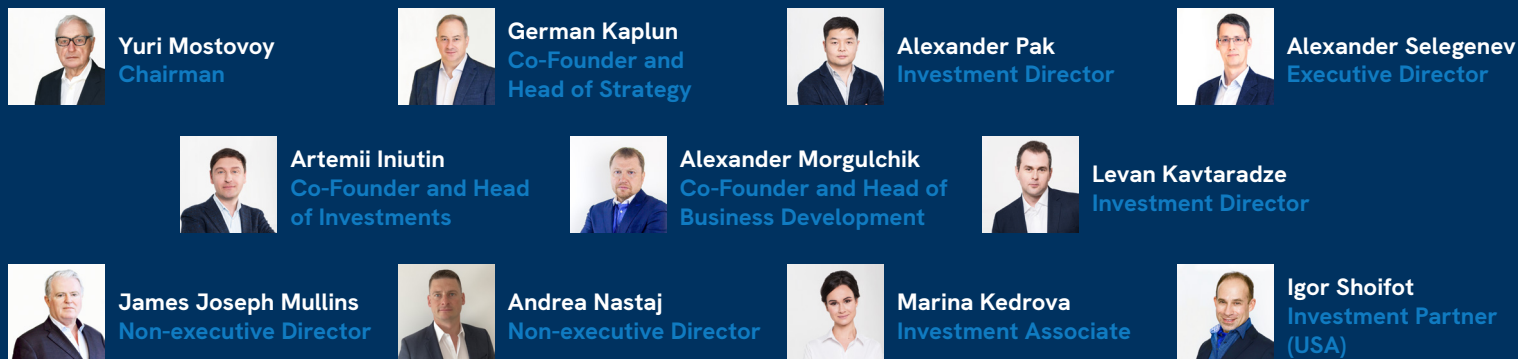 Yuri Mostovoy
Chairman
German Kaplun
Co-Founder and
Head of Strategy
Alexander Pak
Investment Director
Alexander Selegenev
Executive Director
Artemii Iniutin
Co-Founder and Head
of Investments
Alexander Morgulchik
Co-Founder and Head of
Business Development
Levan Kavtaradze
Investment Director
James Joseph Mullins
Non-executive Director
Andrea Nastaj
Non-executive Director
Marina Kedrova
Investment Associate
Igor Shoifot
Investment Partner
(USA)